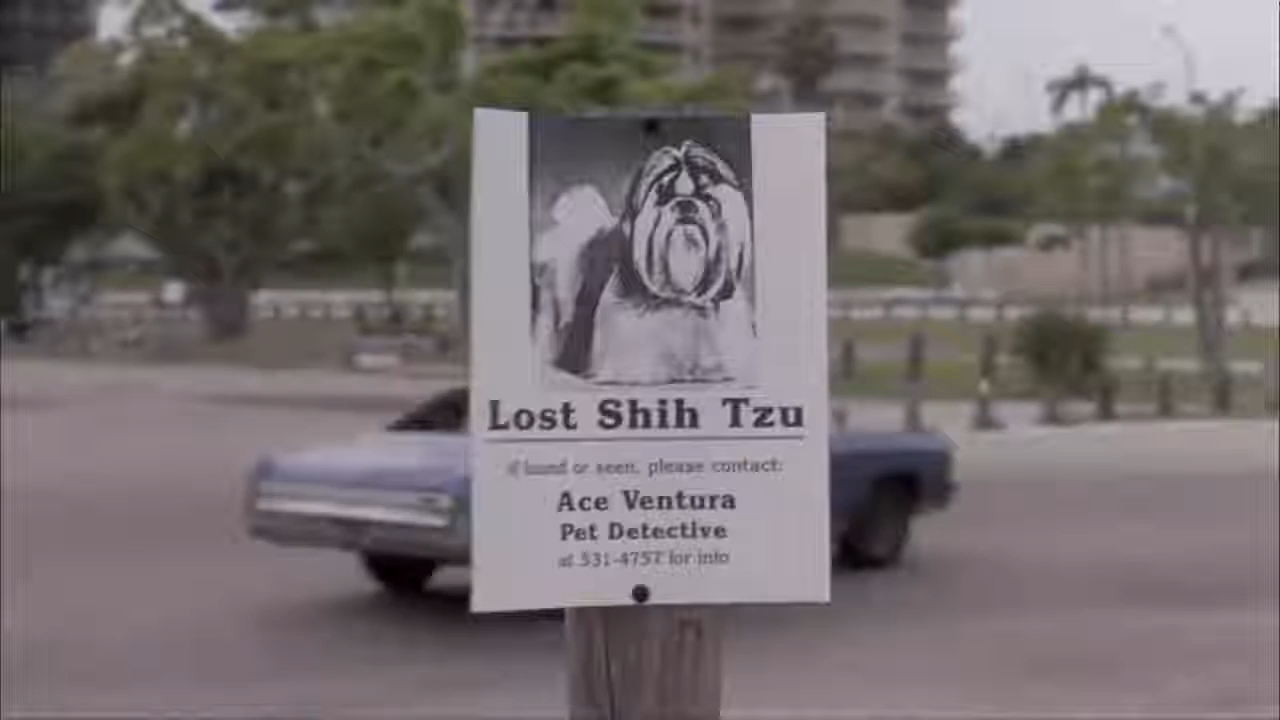 Lost Shih Tzu
if found or seen, please contact:
Ace Ventura
Pet Detective
at 531-4757 for info